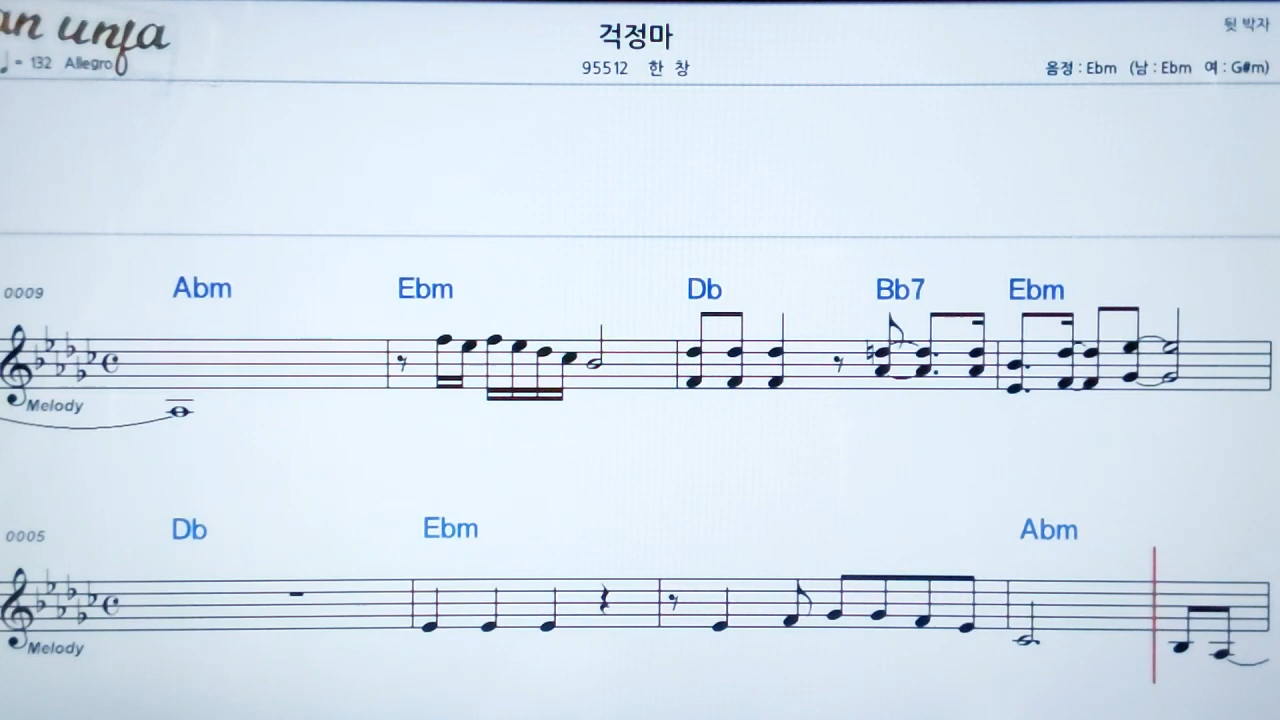 an unfa
♩ = 132 Allegro
걱정마
95512 한 창
뒷 박자
음정 : Ebm (남 : Ebm 여 : G#m)
0009 Abm Ebm Db Bb7 Ebm
Melody
0005 Db Ebm Abm
Melody